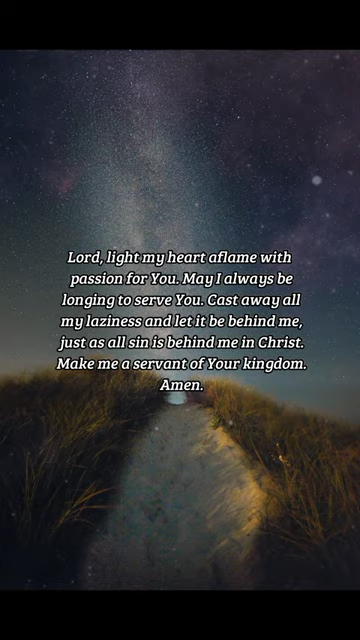 Lord, light my heart aflame with
passion for You. May I always be
longing to serve You. Cast away all
my laziness and let it be behind me,
just as all sin is behind me in Christ.
Make me a servant of Your kingdom.
Amen.